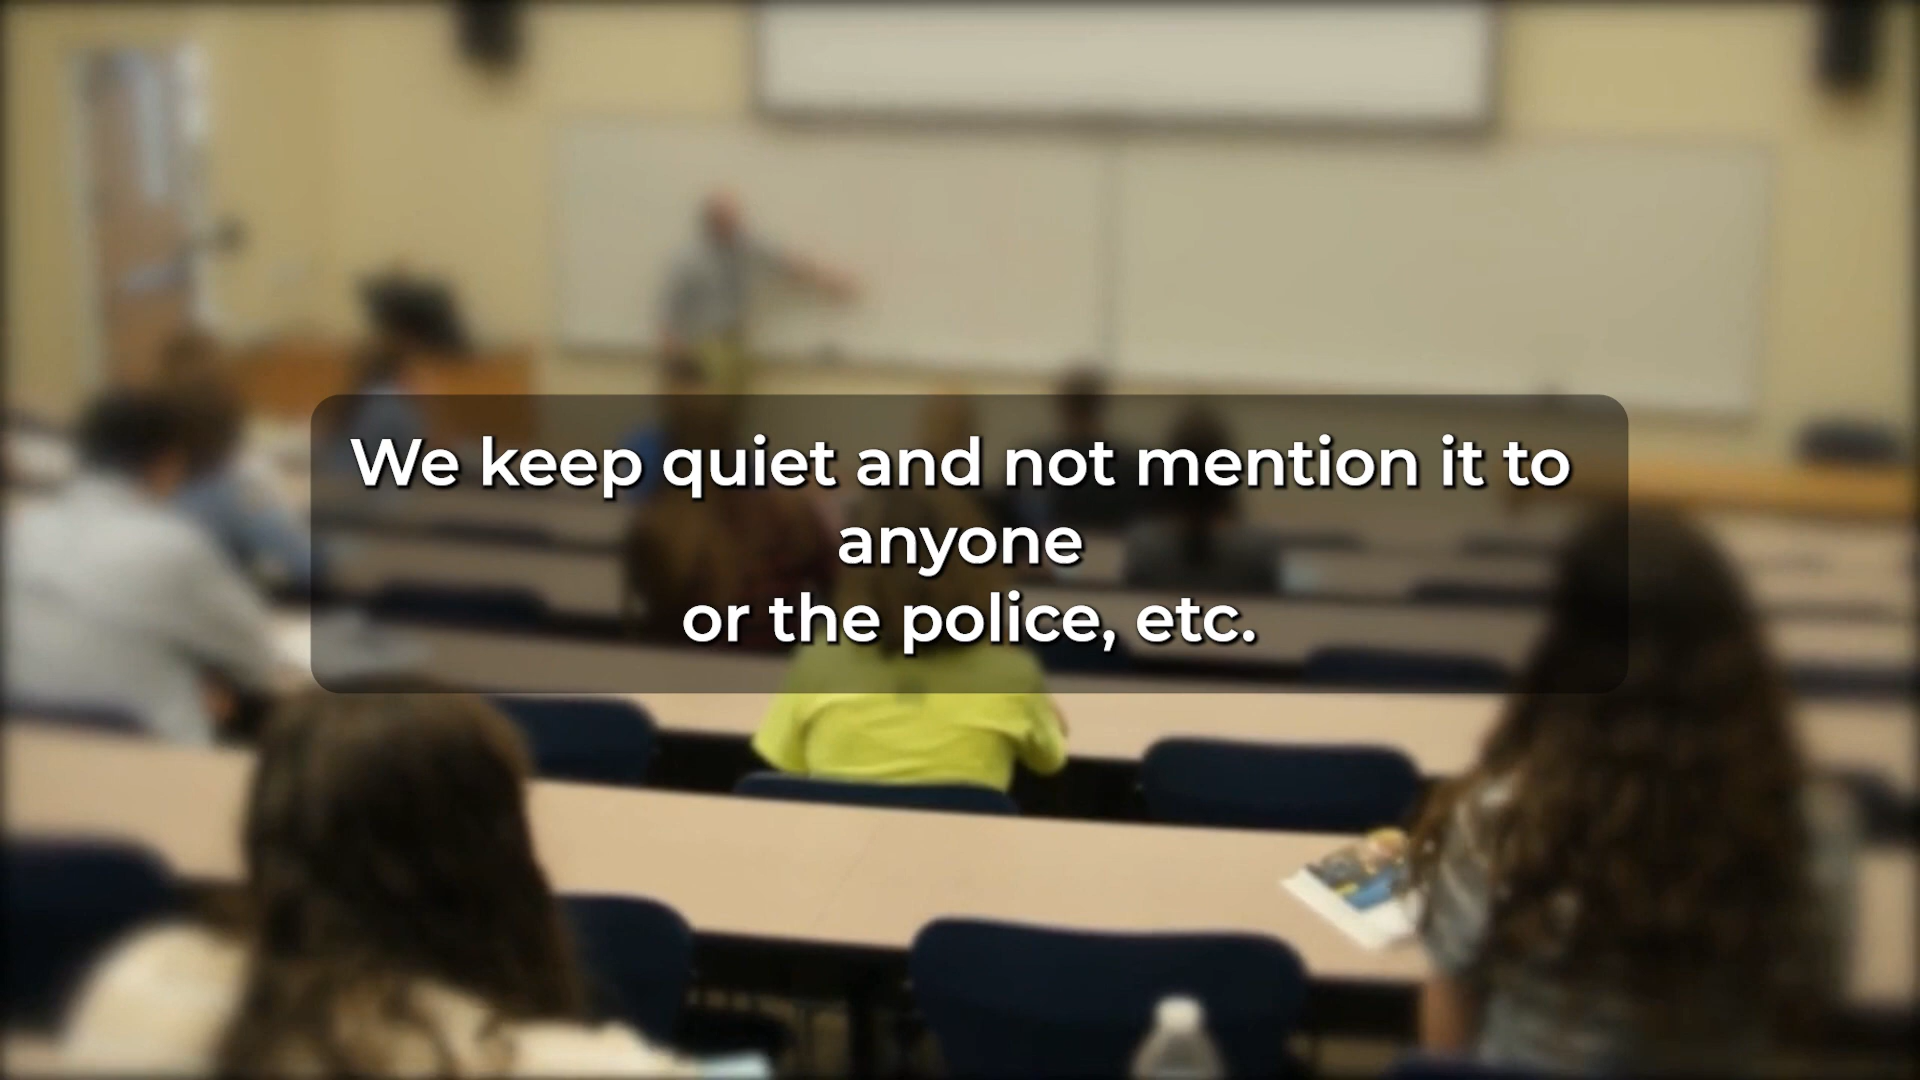 We keep quiet and not mention it to
anyone
or the police, etc.